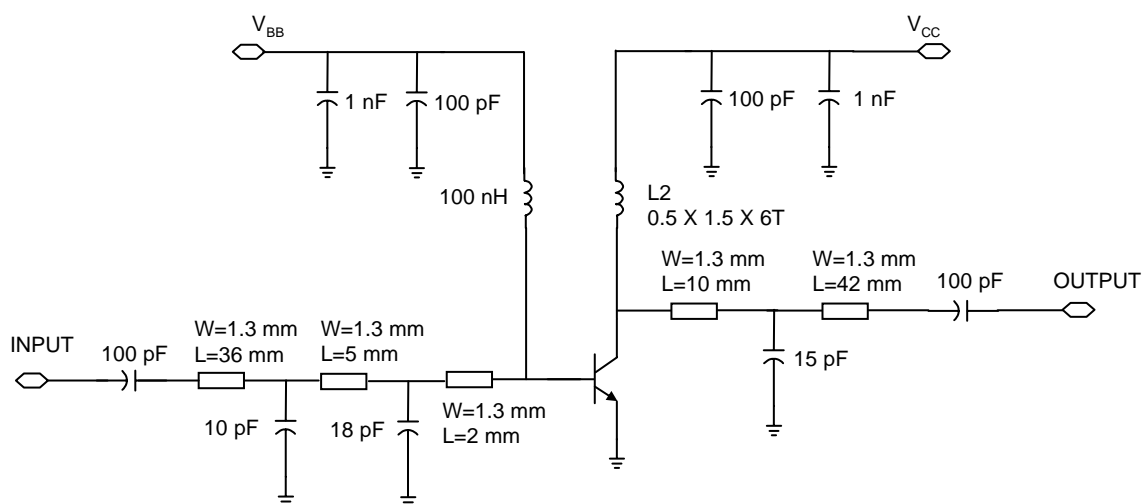 V_BB
V_CC
1 nF
100 pF
100 pF
1 nF
100 nH
L2
0.5 X 1.5 X 6T
W=1.3 mm
L=10 mm
W=1.3 mm
L=42 mm
100 pF
OUTPUT
INPUT
100 pF
W=1.3 mm
L=36 mm
W=1.3 mm
L=5 mm
15 pF
10 pF
18 pF
W=1.3 mm
L=2 mm